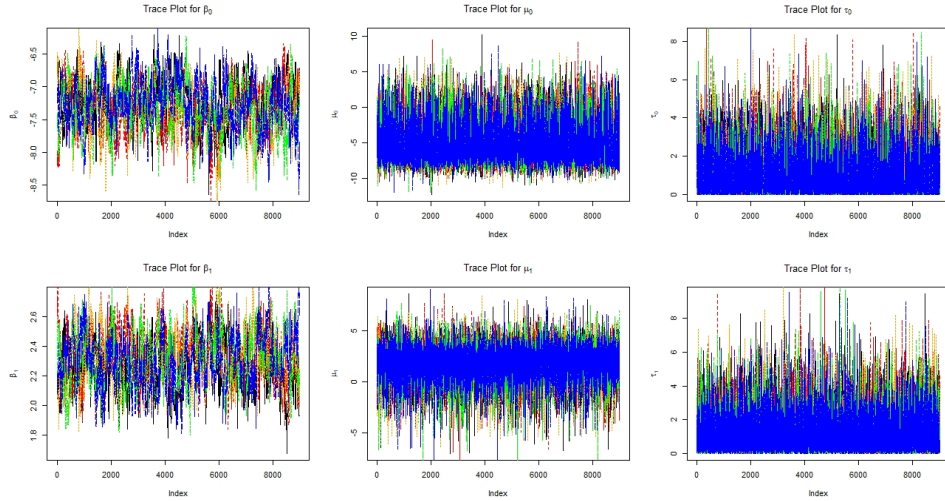 Trace Plot for β₀
β₀
-6.5
-7.0
-7.5
-8.0
-8.5
0 2000 4000 6000 8000
Index
Trace Plot for μ₀
μ₀
10
5
0
-5
-10
0 2000 4000 6000 8000
Index
Trace Plot for τ₀
τ₀
8
6
4
2
0
0 2000 4000 6000 8000
Index
Trace Plot for β₁
β₁
2.6
2.4
2.2
2.0
1.8
0 2000 4000 6000 8000
Index
Trace Plot for μ₁
μ₁
5
0
-5
0 2000 4000 6000 8000
Index
Trace Plot for τ₁
τ₁
8
6
4
2
0
0 2000 4000 6000 8000
Index